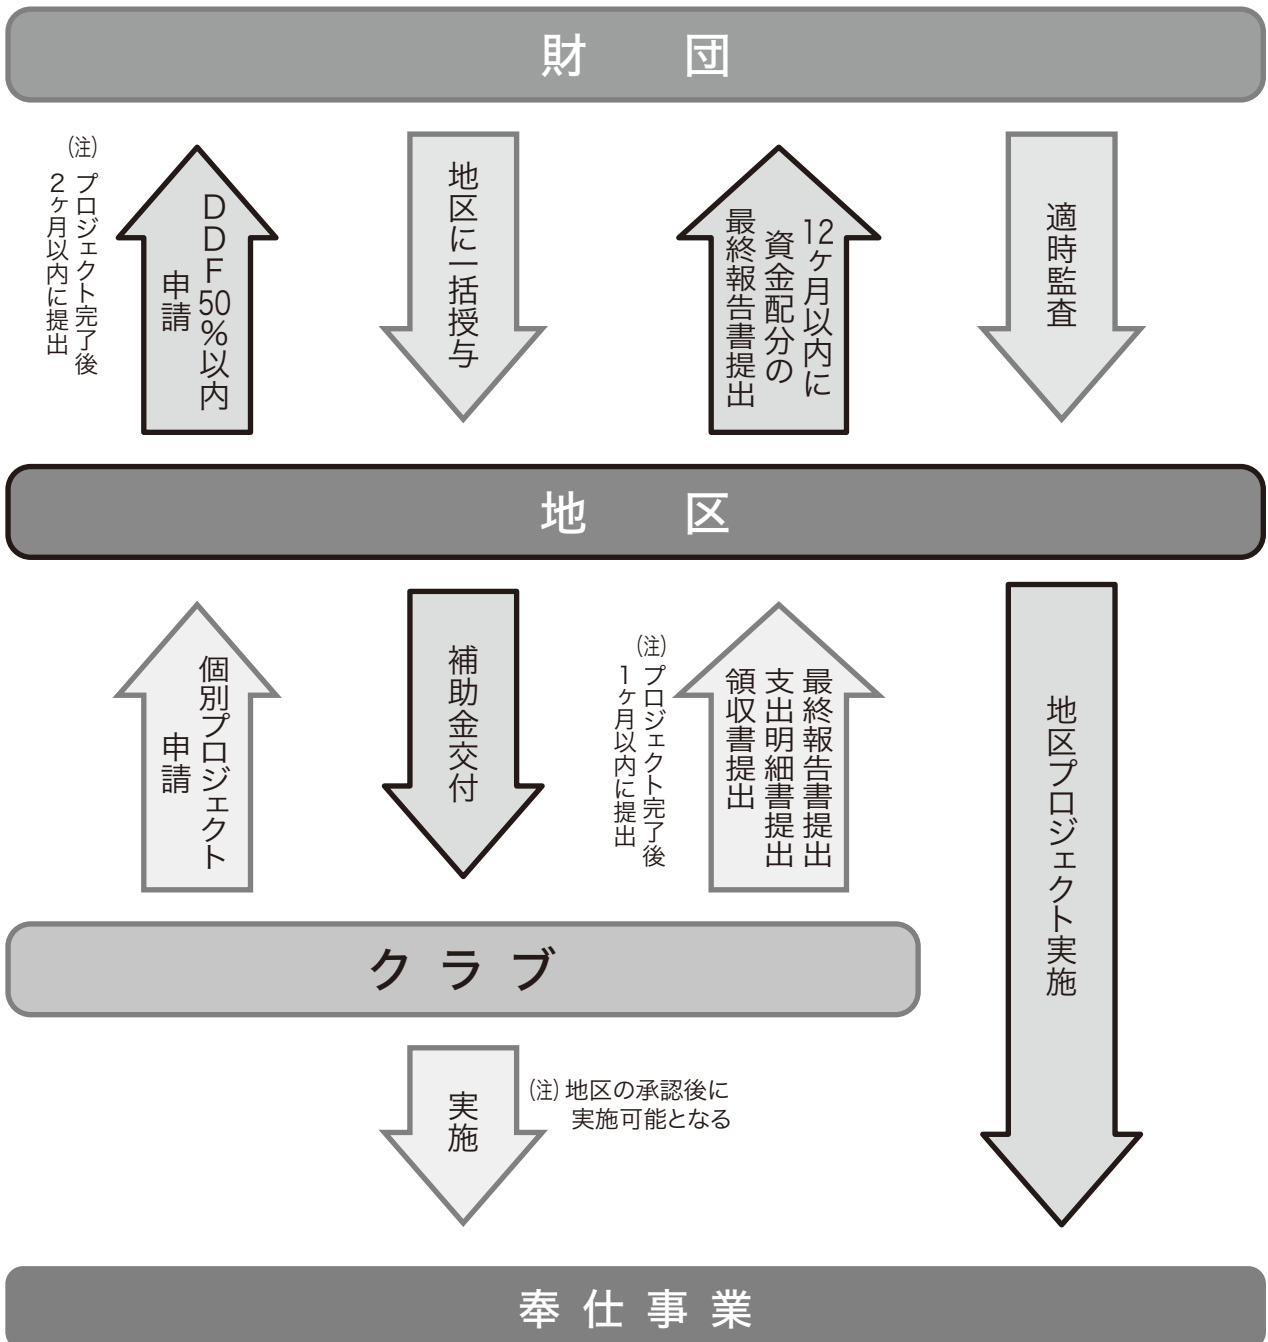 財 団
(注) プロジェクト完了後
2ヶ月以内に提出
DDF50%以内
申請
地区に一括授与
12ヶ月以内に
資金配分の
最終報告書提出
適時監査
地 区
個別プロジェクト
申請
補助金交付
(注) プロジェクト完了後
1ヶ月以内に提出
最終報告書提出
支出明細書提出
領収書提出
地区プロジェクト実施
クラブ
実施
(注) 地区の承認後に
実施可能となる
奉仕事業